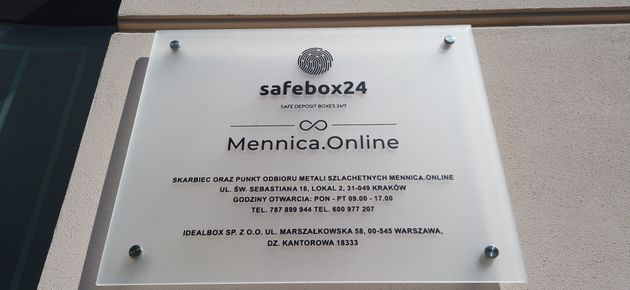 safebox24
SAFE DEPOSIT BOXES 24/7
Mennica.Online
SKARBIEC ORAZ PUNKT ODBIORU METALI SZLACHETNYCH MENNICA.ONLINE
UL. ŚW. SEBASTIANA 16, LOKAL 2, 31-049 KRAKÓW
GODZINY OTWARCIA: PON - PT 09.00 - 17.00
TEL. 787 899 944 TEL. 600 977 207
IDEALBOX SP. Z O.O. UL. MARSZAŁKOWSKA 58, 00-545 WARSZAWA,
DZ. KANTOROWA 18333